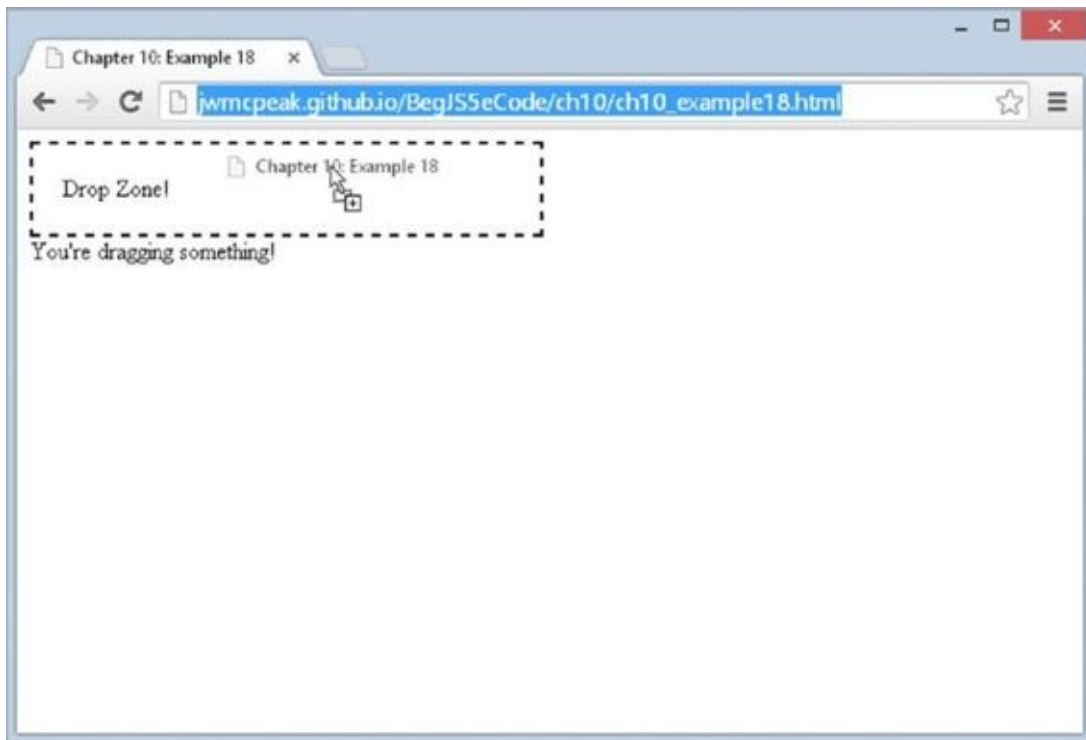 Chapter 10: Example 18
jwmcpeak.github.io/BegJS5eCode/ch10/ch10_example18.html
Chapter 10: Example 18
Drop Zone!
You're dragging something!